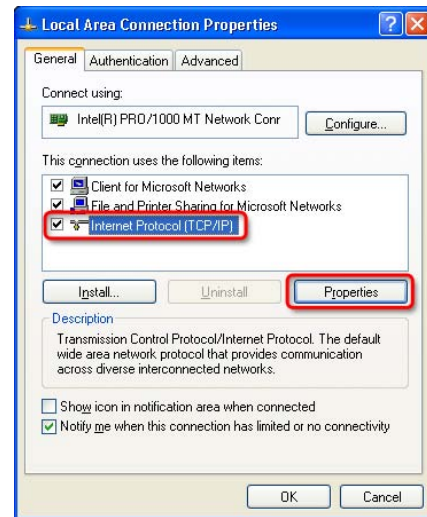 Local Area Connection Properties
General Authentication Advanced
Connect using:
Intel(R) PRO/1000 MT Network Conr Configure...
This connection uses the following items:
Client for Microsoft Networks
File and Printer Sharing for Microsoft Networks
Internet Protocol (TCP/IP)
Install... Uninstall Properties
Description
Transmission Control Protocol/Internet Protocol. The default
wide area network protocol that provides communication
across diverse interconnected networks.
Show icon in notification area when connected
Notify me when this connection has limited or no connectivity
OK Cancel